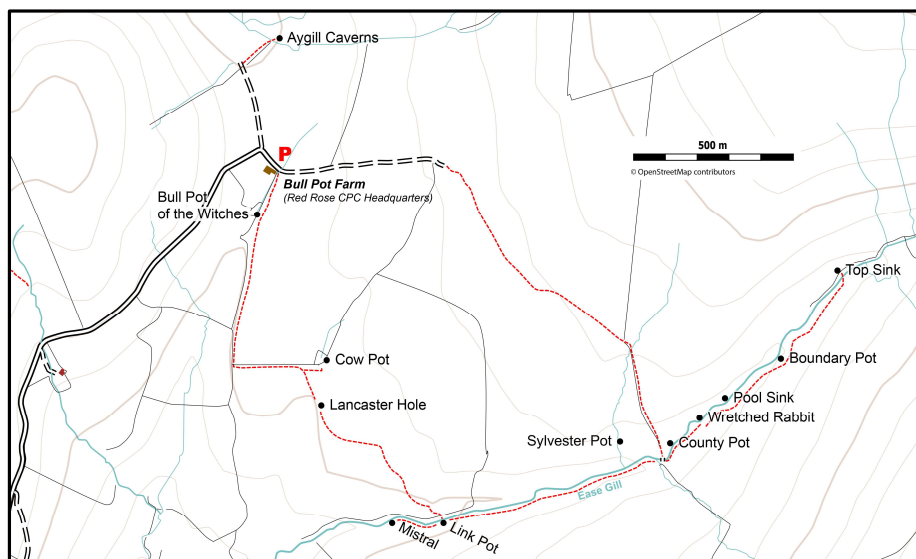 Aygill Caverns
P
500 m
© OpenStreetMap contributors
Bull Pot Farm
(Red Rose CPC Headquarters)
Bull Pot
of the Witches
Top Sink
Cow Pot
Boundary Pot
Lancaster Hole
Pool Sink
Wretched Rabbit
Sylvester Pot
County Pot
Ease Gill
Mistral
Link Pot